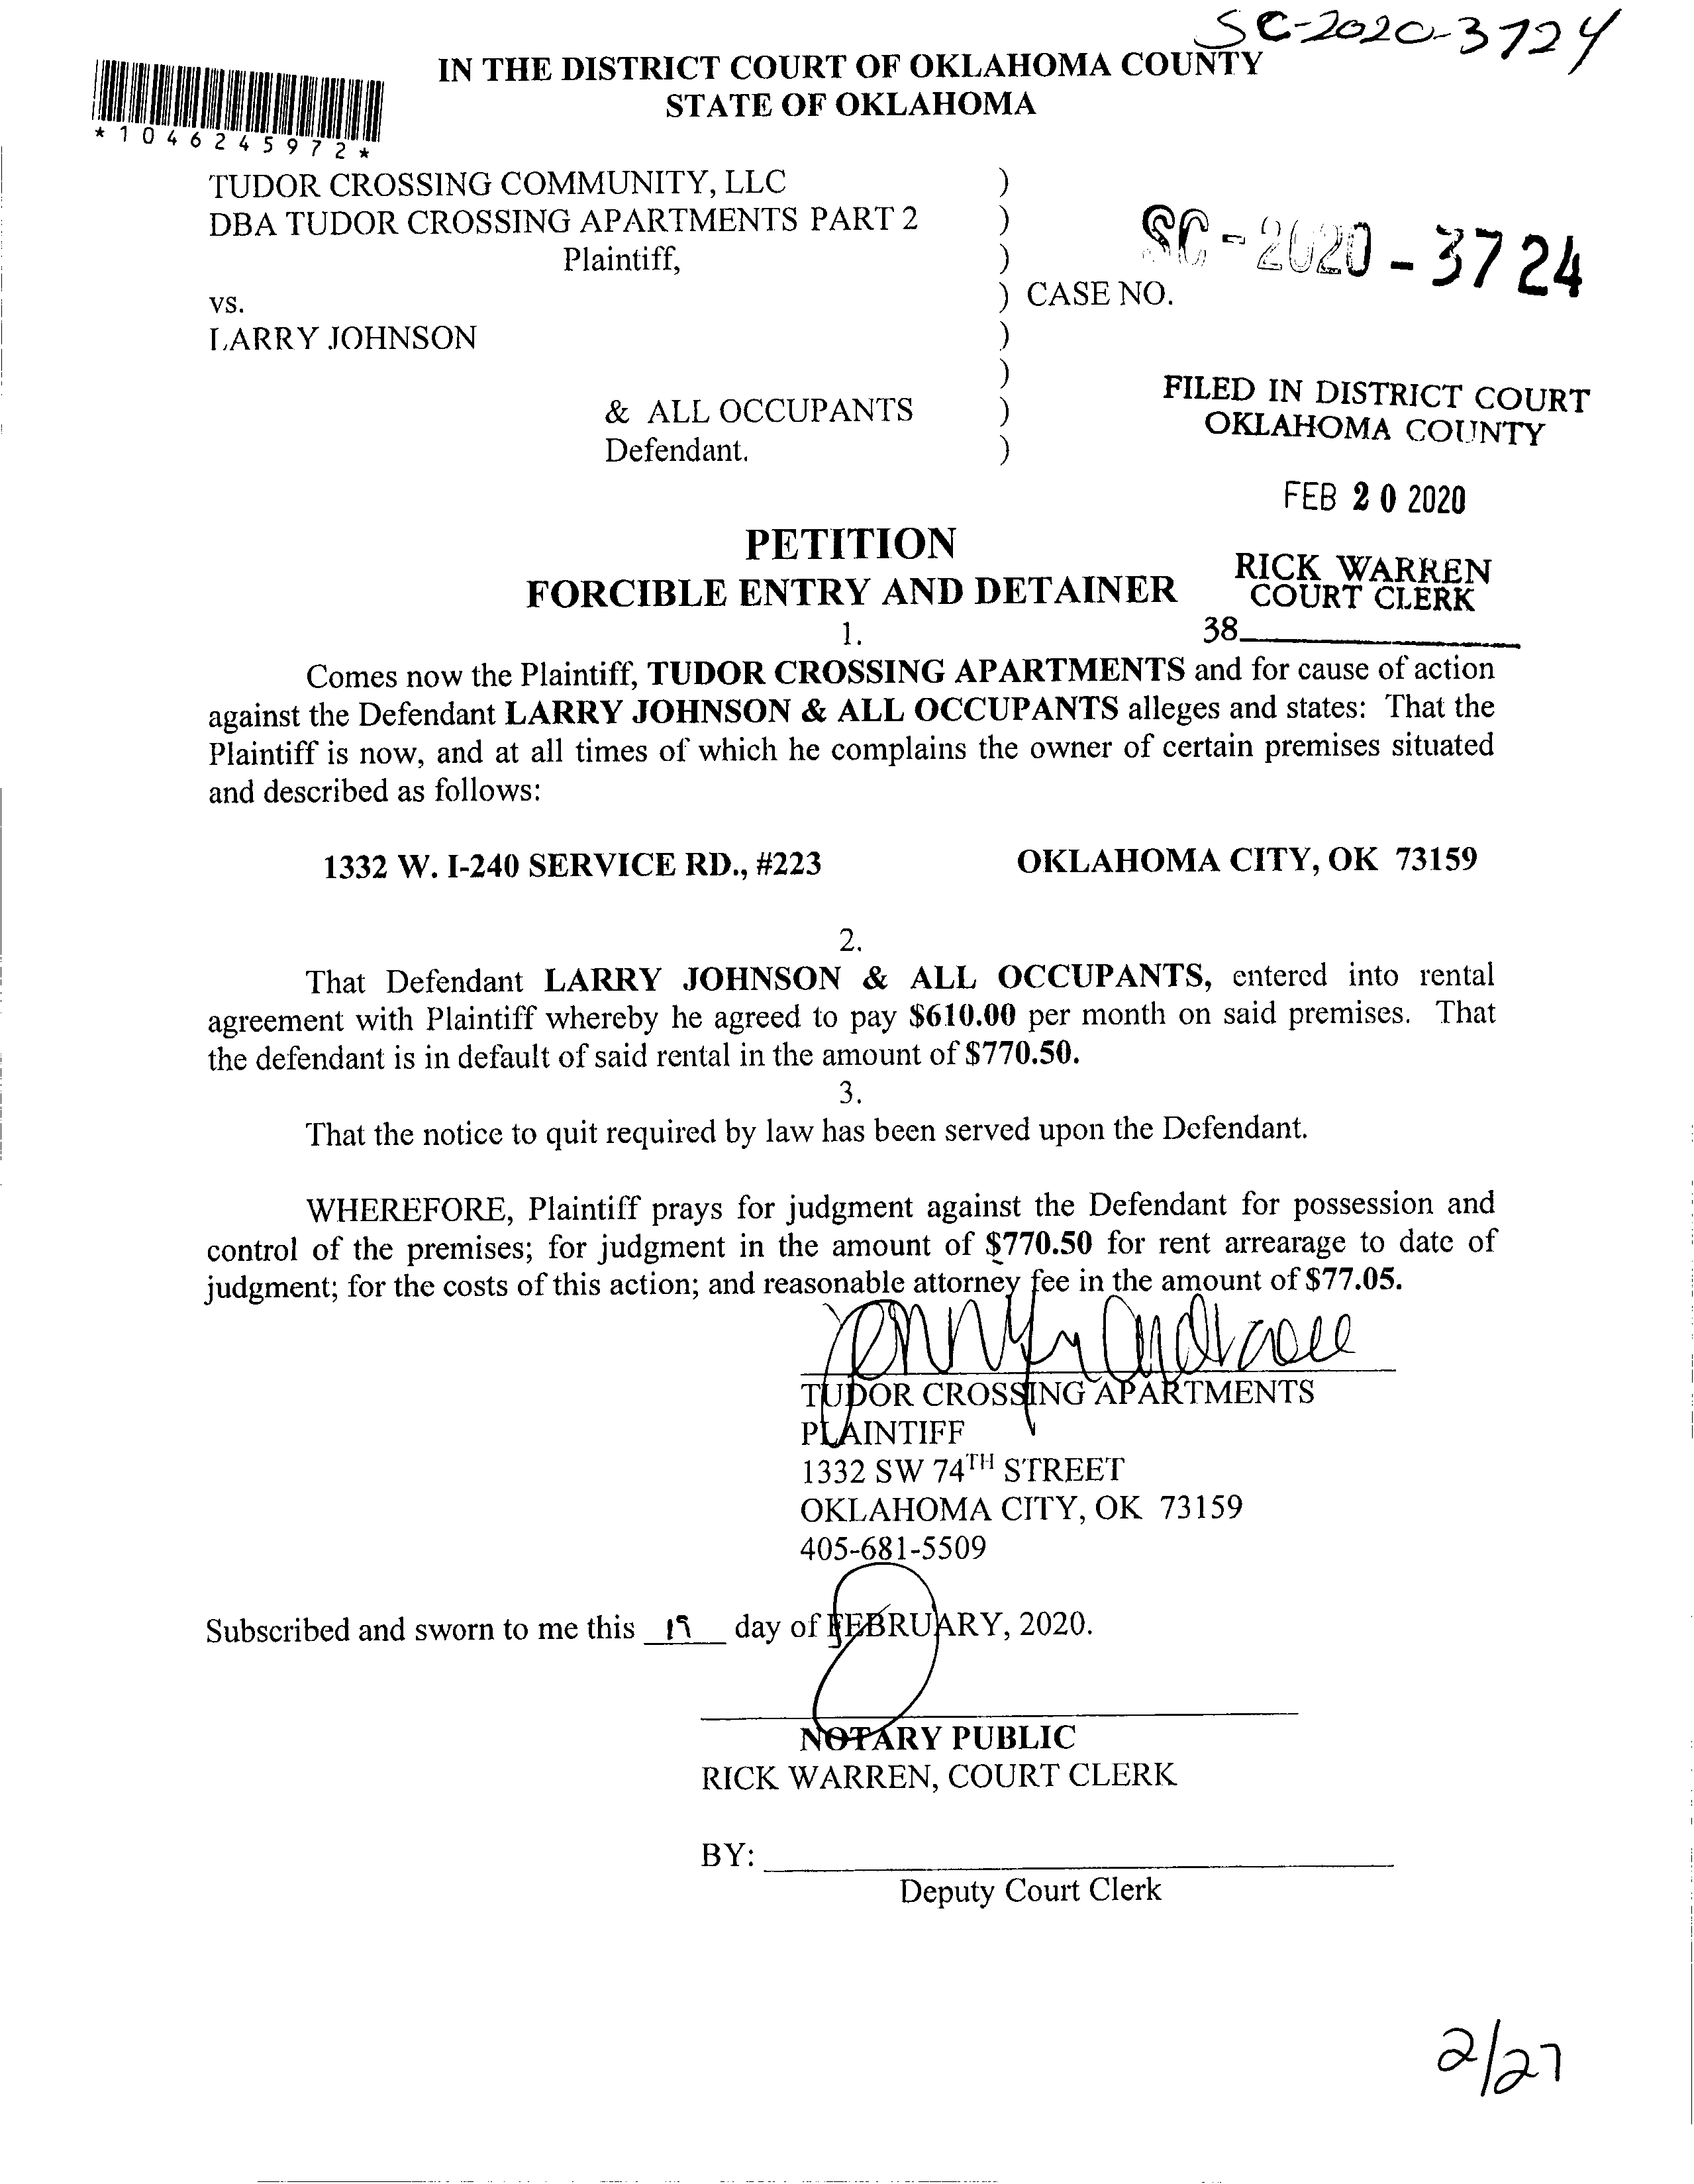 SC-2020-3724
IN THE DISTRICT COURT OF OKLAHOMA COUNTY
STATE OF OKLAHOMA
*1046245972*
TUDOR CROSSING COMMUNITY, LLC )
DBA TUDOR CROSSING APARTMENTS PART 2 )
Plaintiff, )
SC-2020-3724
vs. ) CASE NO.
LARRY JOHNSON )
)
& ALL OCCUPANTS )
Defendant. )
FILED IN DISTRICT COURT
OKLAHOMA COUNTY
FEB 20 2020
PETITION
RICK WARREN
FORCIBLE ENTRY AND DETAINER
COURT CLERK
1.
38
Comes now the Plaintiff, TUDOR CROSSING APARTMENTS and for cause of action
against the Defendant LARRY JOHNSON & ALL OCCUPANTS alleges and states: That the
Plaintiff is now, and at all times of which he complains the owner of certain premises situated
and described as follows:
1332 W. I-240 SERVICE RD., #223 OKLAHOMA CITY, OK 73159
2.
That Defendant LARRY JOHNSON & ALL OCCUPANTS, entered into rental
agreement with Plaintiff whereby he agreed to pay $610.00 per month on said premises. That
the defendant is in default of said rental in the amount of $770.50.
3.
That the notice to quit required by law has been served upon the Defendant.
WHEREFORE, Plaintiff prays for judgment against the Defendant for possession and
control of the premises; for judgment in the amount of $770.50 for rent arrearage to date of
judgment; for the costs of this action; and reasonable attorney fee in the amount of $77.05.
TUDOR CROSSING APARTMENTS
PLAINTIFF
1332 SW 74TH STREET
OKLAHOMA CITY, OK 73159
405-681-5509
Subscribed and sworn to me this 19 day of FEBRUARY, 2020.
NOTARY PUBLIC
RICK WARREN, COURT CLERK
BY:
Deputy Court Clerk
2/27